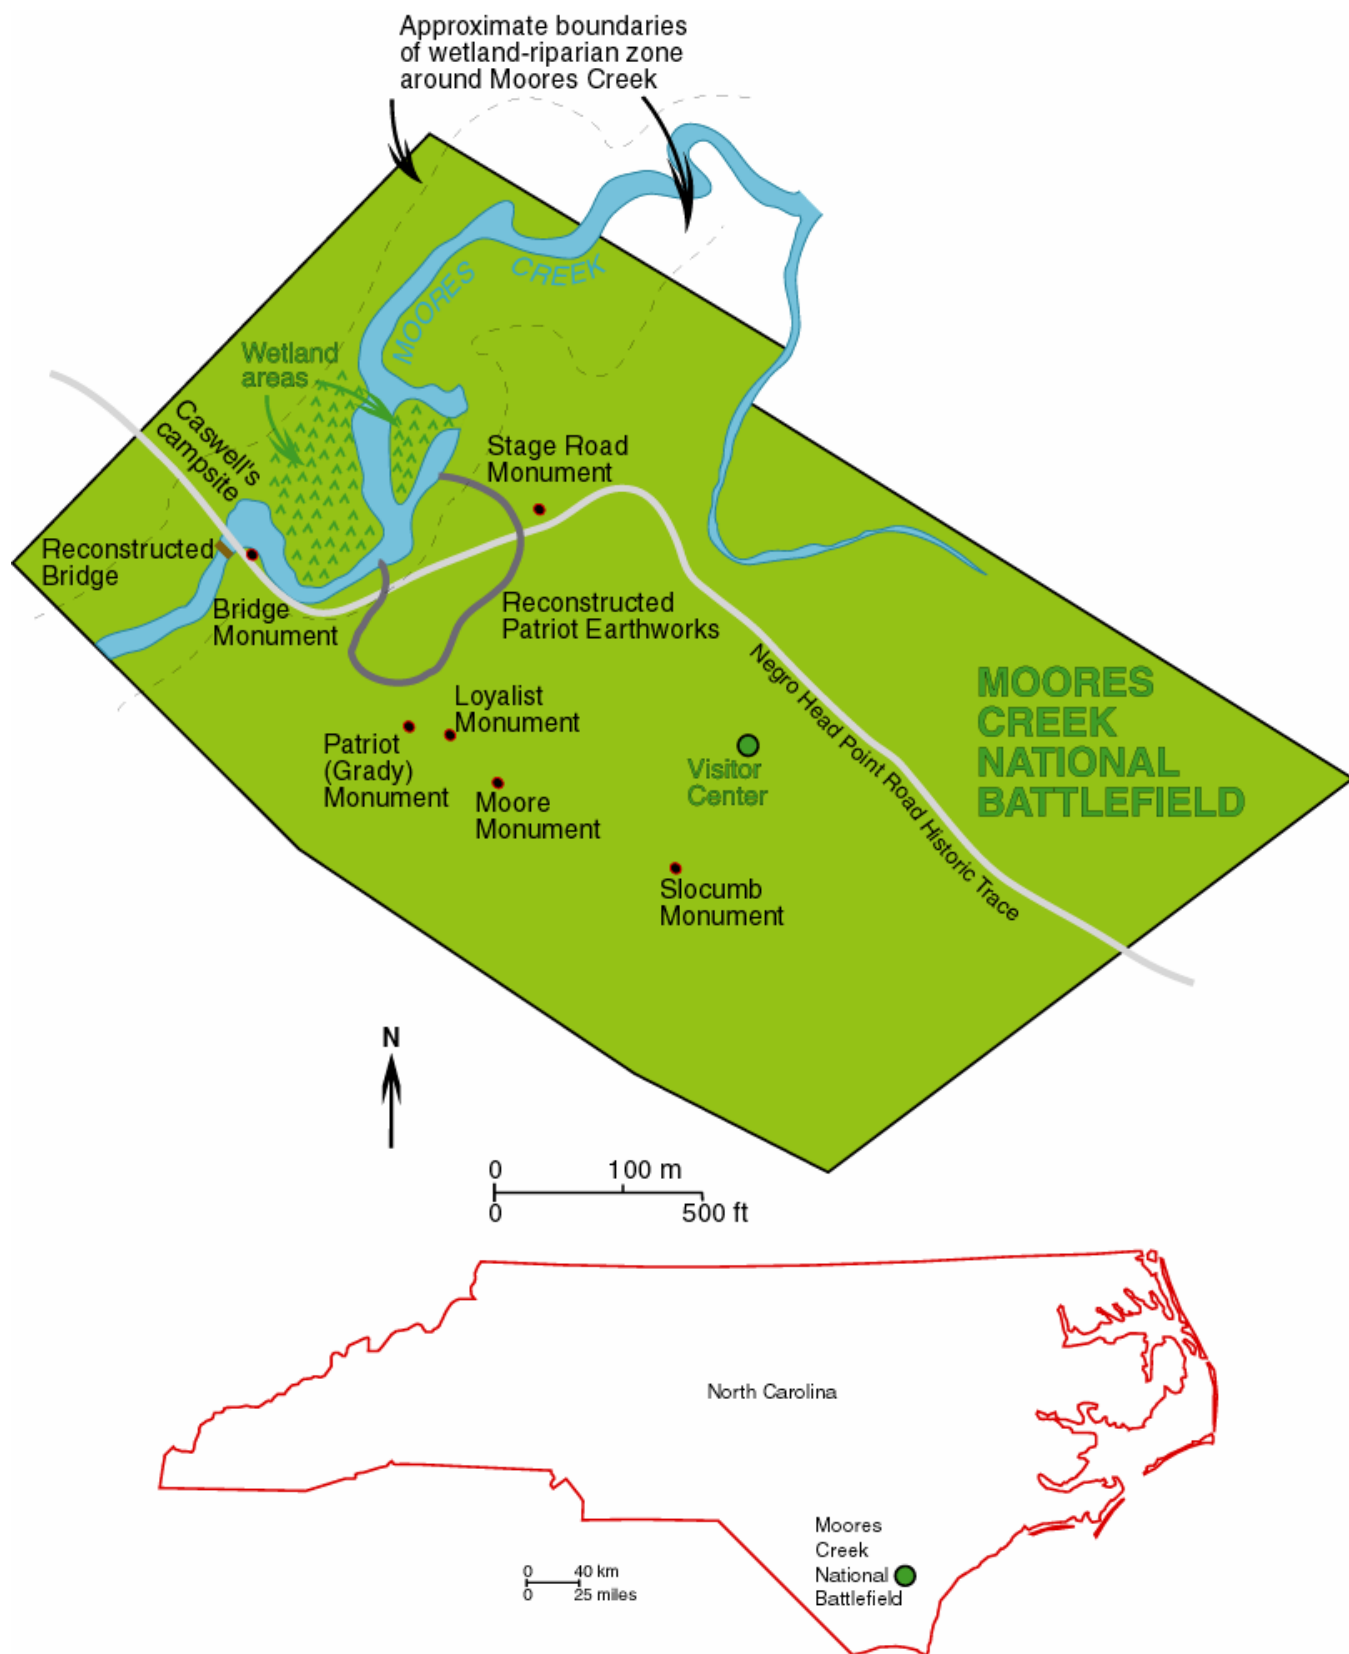 Approximate boundaries
of wetland-riparian zone
around Moores Creek
MOORES CREEK
Wetland
areas
Caswell's
campsite
Stage Road
Monument
Reconstructed
Bridge
Bridge
Monument
Reconstructed
Patriot Earthworks
Negro Head Point Road Historic Trace
MOORES
CREEK
NATIONAL
BATTLEFIELD
Loyalist
Monument
Patriot
(Grady)
Monument
Moore
Monument
Visitor
Center
Slocumb
Monument
N
0 100 m
0 500 ft
North Carolina
Moores
Creek
National
Battlefield
0 40 km
0 25 miles